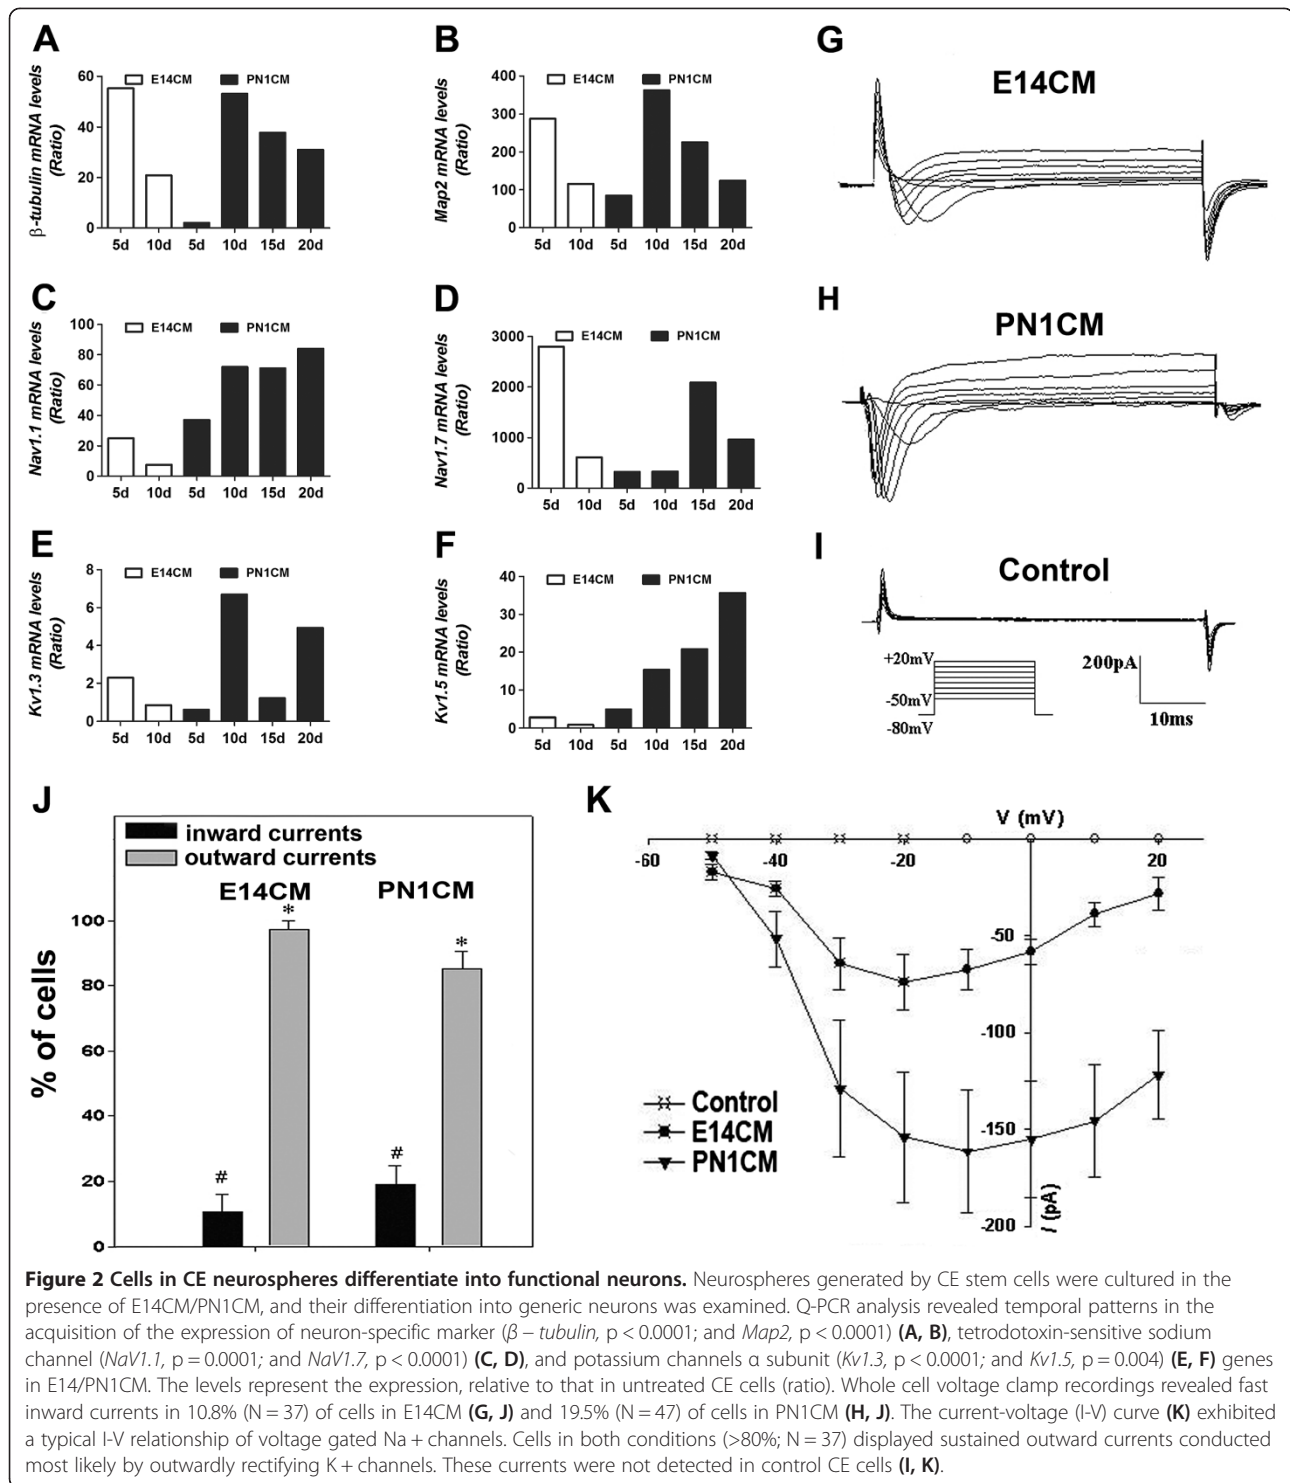 A
β-tubulin mRNA levels
(Ratio)
E14CM
PN1CM
60
40
20
0
5d
10d
5d
10d
15d
20d
B
Map2 mRNA levels
(Ratio)
E14CM
PN1CM
400
300
200
100
0
5d
10d
5d
10d
15d
20d
G
E14CM
C
Nav1.1 mRNA levels
(Ratio)
E14CM
PN1CM
100
80
60
40
20
0
5d
10d
5d
10d
15d
20d
D
Nav1.7 mRNA levels
(Ratio)
E14CM
PN1CM
3000
2000
1000
0
5d
10d
5d
10d
15d
20d
H
PN1CM
E
Kv1.3 mRNA levels
(Ratio)
E14CM
PN1CM
8
6
4
2
0
5d
10d
5d
10d
15d
20d
F
Kv1.5 mRNA levels
(Ratio)
E14CM
PN1CM
40
30
20
10
0
5d
10d
5d
10d
15d
20d
I
Control
+20mV
-50mV
-80mV
200pA
10ms
J
inward currents
outward currents
E14CM
PN1CM
% of cells
100
80
60
40
20
0
#
*
#
*
K
V (mV)
-60
-40
-20
20
-50
-100
-150
-200
I (pA)
Control
E14CM
PN1CM
Figure 2 Cells in CE neurospheres differentiate into functional neurons. Neurospheres generated by CE stem cells were cultured in the
presence of E14CM/PN1CM, and their differentiation into generic neurons was examined. Q-PCR analysis revealed temporal patterns in the
acquisition of the expression of neuron-specific marker (β – tubulin, p < 0.0001; and Map2, p < 0.0001) (A, B), tetrodotoxin-sensitive sodium
channel (NaV1.1, p = 0.0001; and NaV1.7, p < 0.0001) (C, D), and potassium channels α subunit (Kv1.3, p < 0.0001; and Kv1.5, p = 0.004) (E, F) genes
in E14/PN1CM. The levels represent the expression, relative to that in untreated CE cells (ratio). Whole cell voltage clamp recordings revealed fast
inward currents in 10.8% (N = 37) of cells in E14CM (G, J) and 19.5% (N = 47) of cells in PN1CM (H, J). The current-voltage (I-V) curve (K) exhibited
a typical I-V relationship of voltage gated Na + channels. Cells in both conditions (>80%; N = 37) displayed sustained outward currents conducted
most likely by outwardly rectifying K + channels. These currents were not detected in control CE cells (I, K).